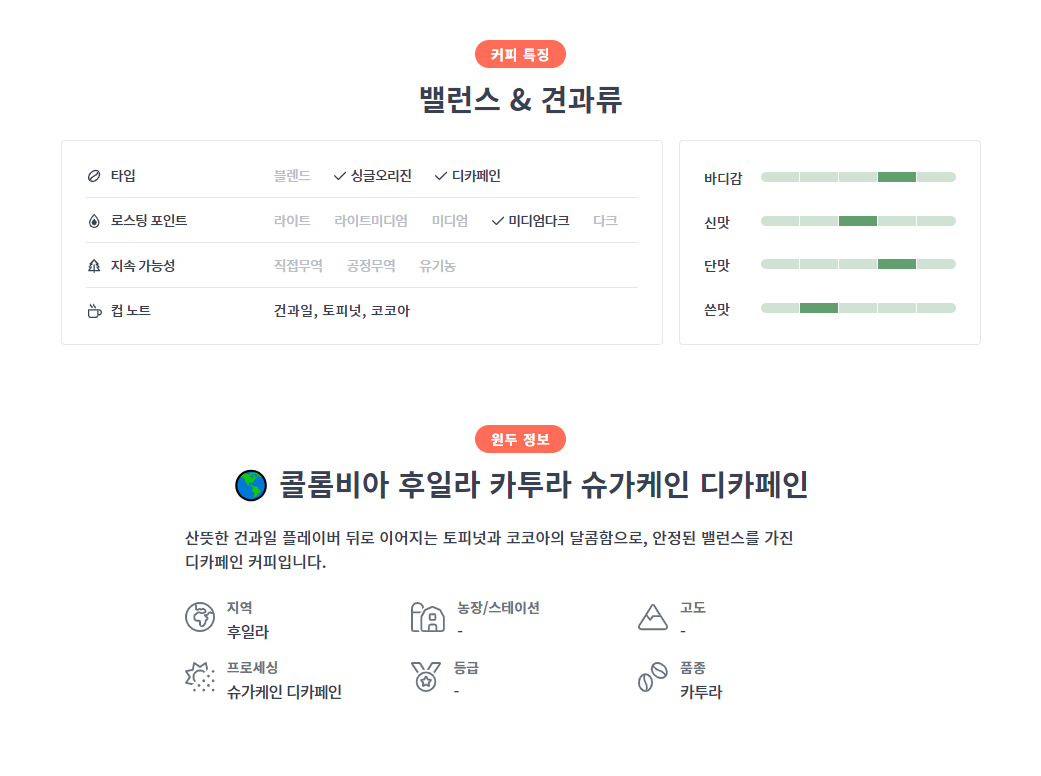 커피 특징
밸런스 & 견과류
타입 블렌드 싱글오리진 디카페인
로스팅 포인트 라이트 라이트미디엄 미디엄 미디엄다크 다크
지속 가능성 직접무역 공정무역 유기농
컵 노트 건과일, 토피넛, 코코아
바디감
신맛
단맛
쓴맛
원두 정보
콜롬비아 후일라 카투라 슈가케인 디카페인
산뜻한 건과일 플레이버 뒤로 이어지는 토피넛과 코코아의 달콤함으로, 안정된 밸런스를 가진
디카페인 커피입니다.
지역 농장/스테이션 고도
후일라 - -
프로세싱 등급 품종
슈가케인 디카페인 - 카투라